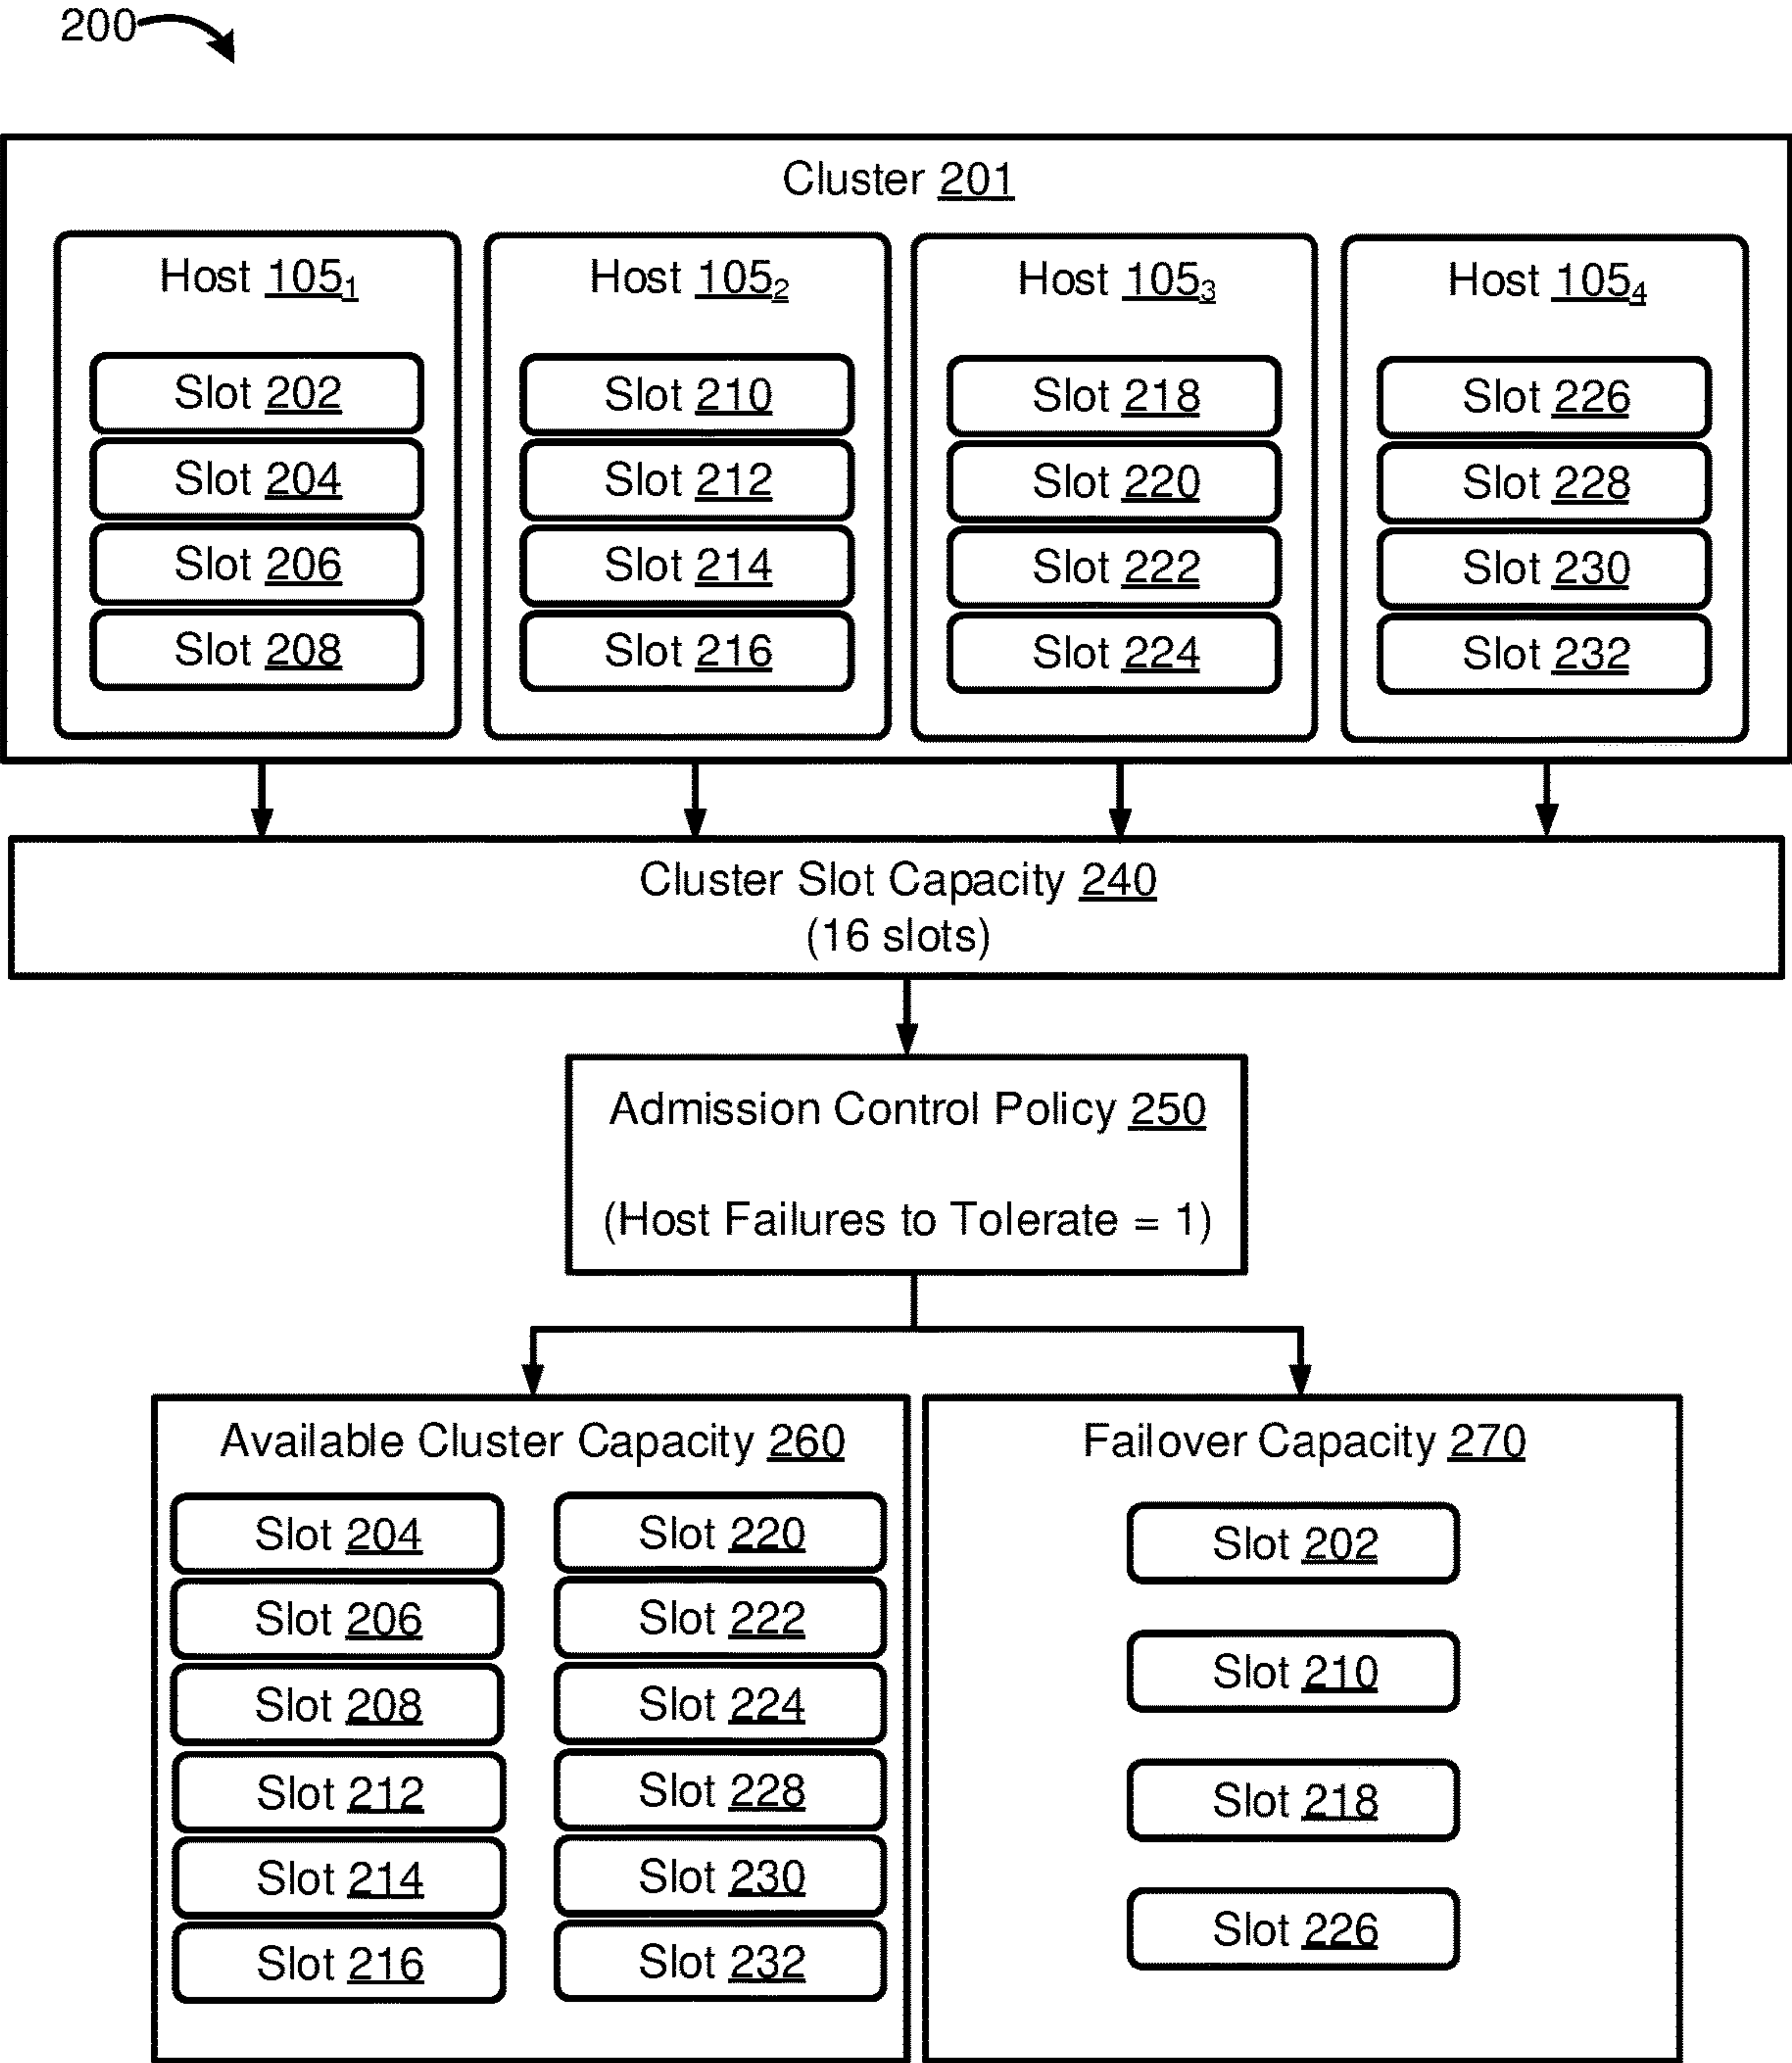 200
Cluster 201
Host 105₁
Slot 202
Slot 204
Slot 206
Slot 208
Host 105₂
Slot 210
Slot 212
Slot 214
Slot 216
Host 105₃
Slot 218
Slot 220
Slot 222
Slot 224
Host 105₄
Slot 226
Slot 228
Slot 230
Slot 232
Cluster Slot Capacity 240
(16 slots)
Admission Control Policy 250
(Host Failures to Tolerate = 1)
Available Cluster Capacity 260
Slot 204
Slot 206
Slot 208
Slot 212
Slot 214
Slot 216
Slot 220
Slot 222
Slot 224
Slot 228
Slot 230
Slot 232
Failover Capacity 270
Slot 202
Slot 210
Slot 218
Slot 226